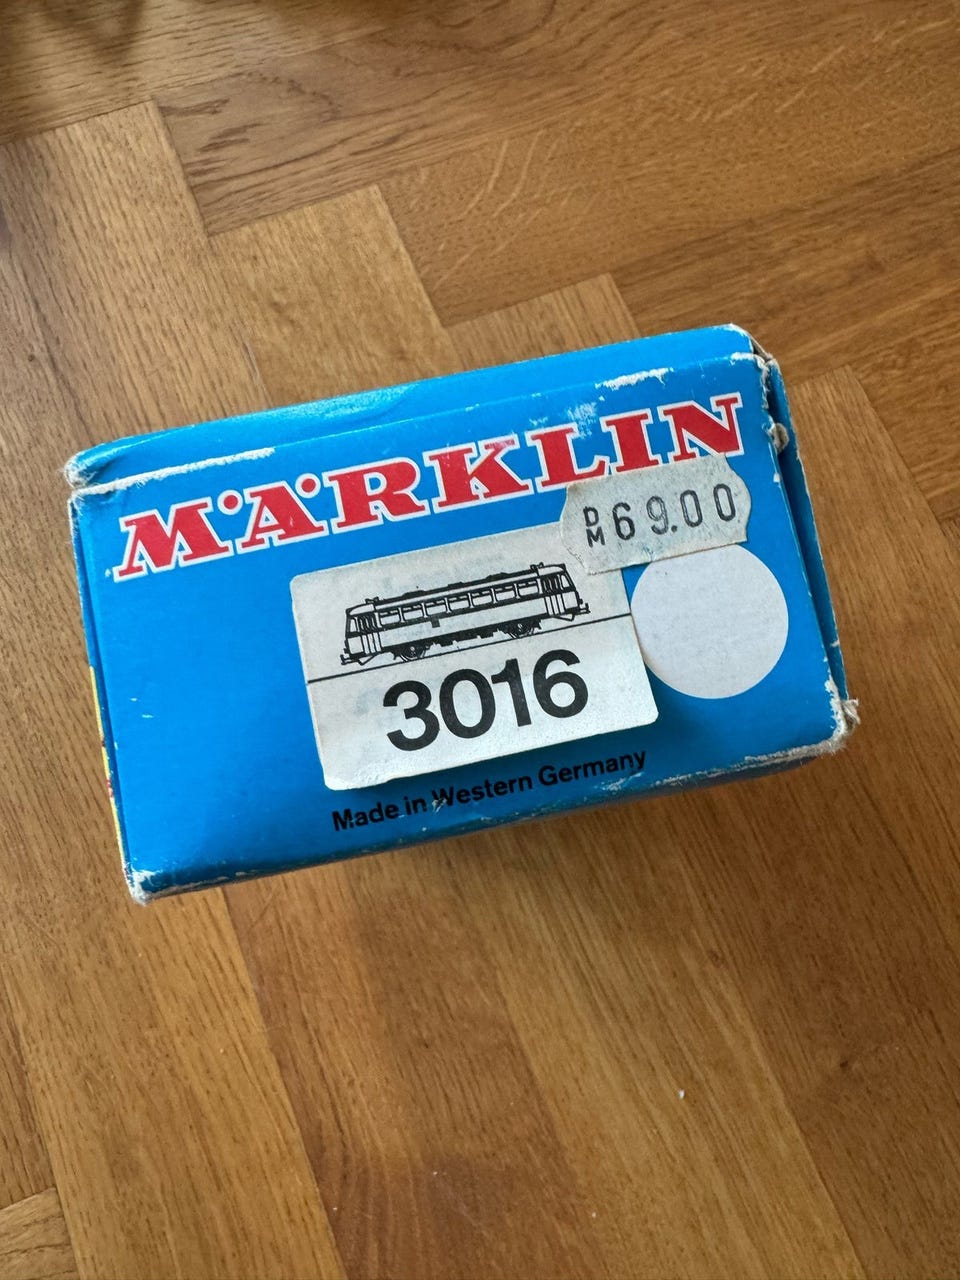 MÄRKLIN
DM 69.00
3016
Made in Western Germany